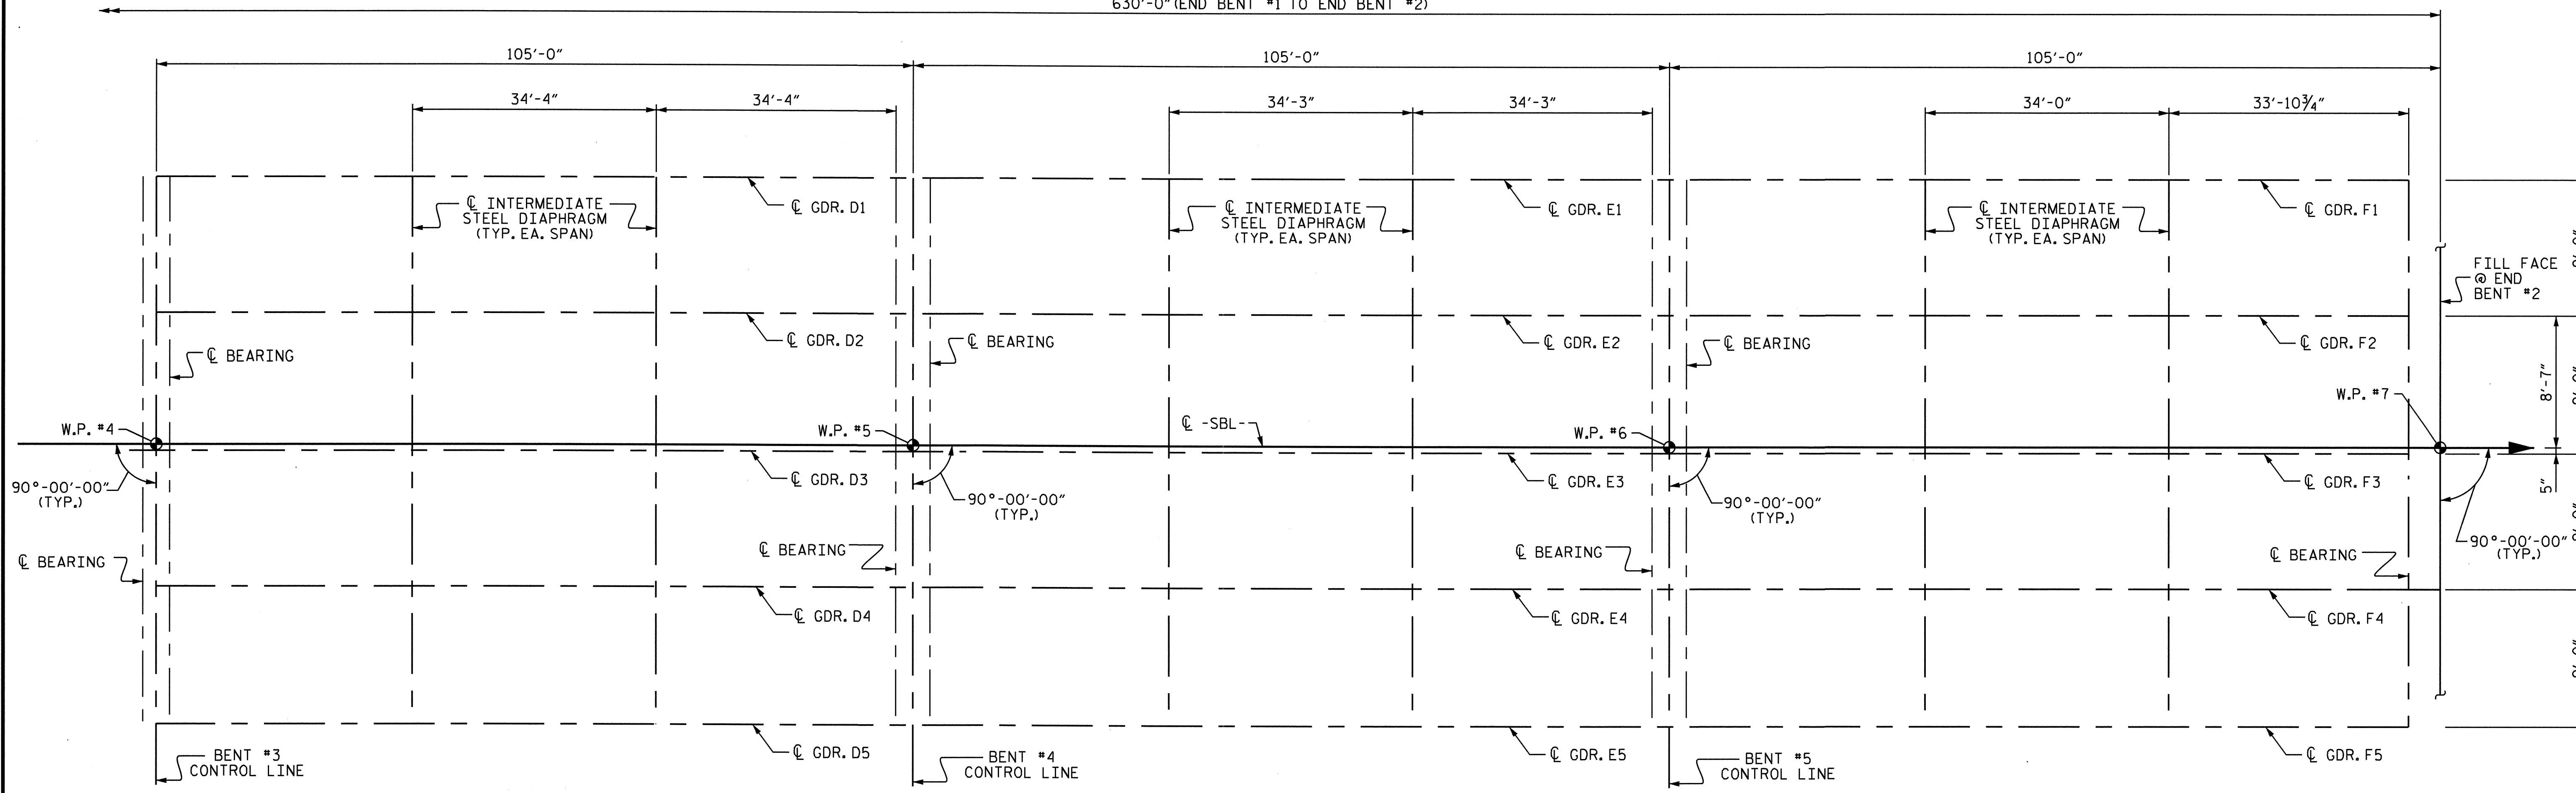 630'-0" (END BENT #1 TO END BENT #2)
105'-0"
105'-0"
105'-0"
34'-4"
34'-4"
34'-3"
34'-3"
34'-0"
33'-10¾"
℄ INTERMEDIATE
STEEL DIAPHRAGM
(TYP. EA. SPAN)
℄ GDR. D1
℄ INTERMEDIATE
STEEL DIAPHRAGM
(TYP. EA. SPAN)
℄ GDR. E1
℄ INTERMEDIATE
STEEL DIAPHRAGM
(TYP. EA. SPAN)
℄ GDR. F1
FILL FACE
@ END
BENT #2
℄ BEARING
℄ GDR. D2
℄ BEARING
℄ GDR. E2
℄ BEARING
℄ GDR. F2
8'-7"
W.P. #4
W.P. #5
℄ -SBL-
W.P. #6
W.P. #7
90°-00'-00"
(TYP.)
℄ GDR. D3
90°-00'-00"
(TYP.)
℄ GDR. E3
90°-00'-00"
(TYP.)
℄ GDR. F3
5"
90°-00'-00"
(TYP.)
℄ BEARING
℄ BEARING
℄ BEARING
℄ BEARING
℄ GDR. D4
℄ GDR. E4
℄ GDR. F4
BENT #3
CONTROL LINE
℄ GDR. D5
BENT #4
CONTROL LINE
℄ GDR. E5
BENT #5
CONTROL LINE
℄ GDR. F5